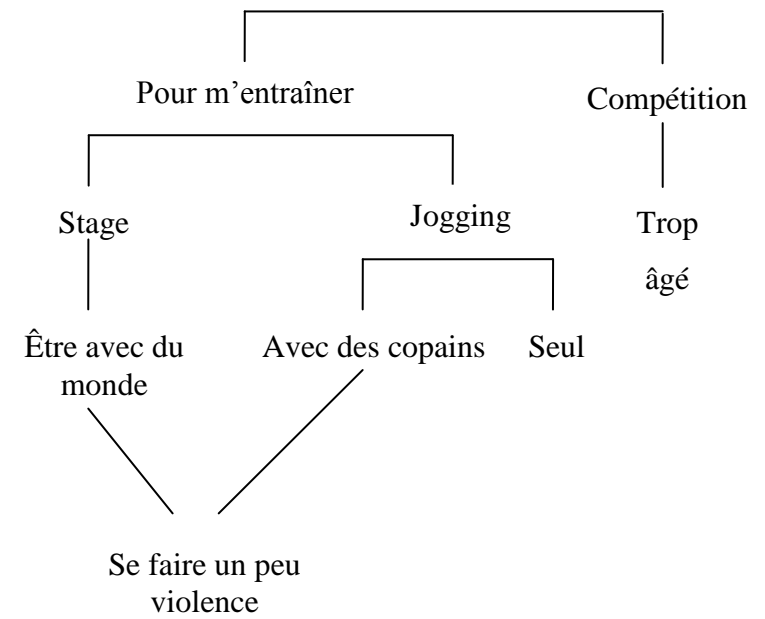 Pour m’entraîner
Compétition
Stage
Jogging
Trop
âgé
Être avec du
monde
Avec des copains
Seul
Se faire un peu
violence